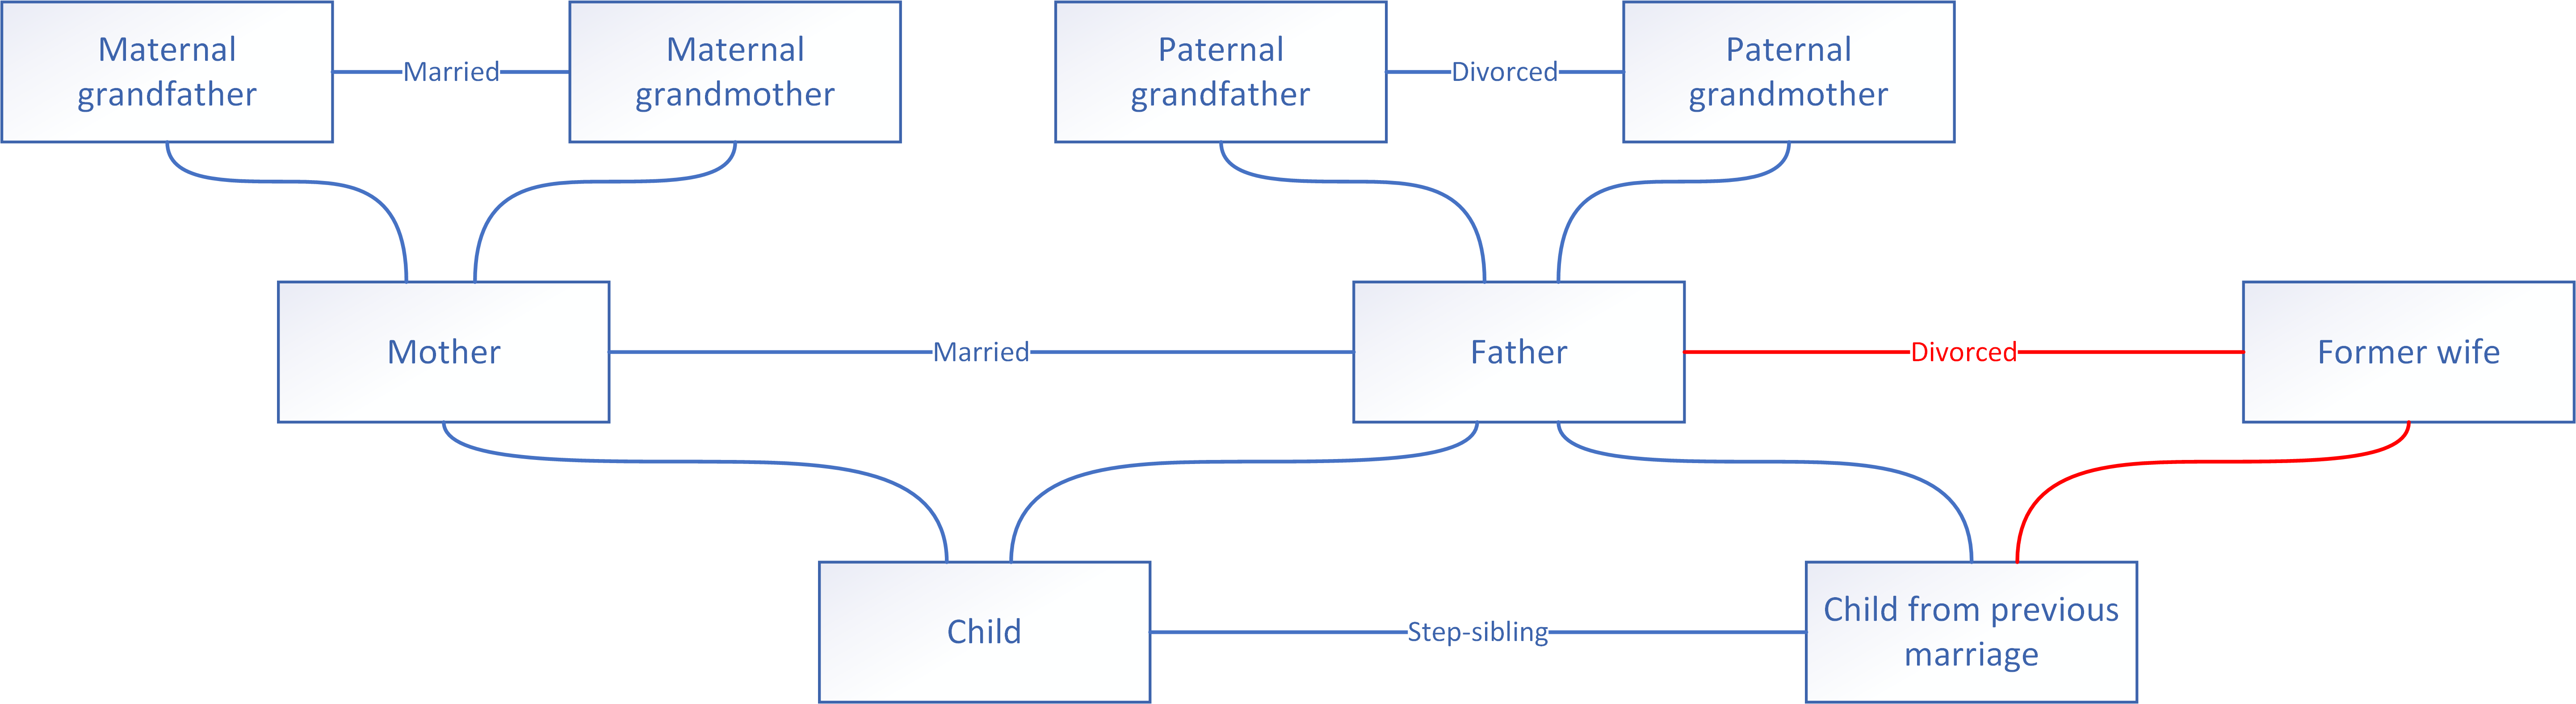 Maternal
grandfather
Married
Maternal
grandmother
Paternal
grandfather
Divorced
Paternal
grandmother
Mother
Married
Father
Divorced
Former wife
Child
Step-sibling
Child from previous
marriage